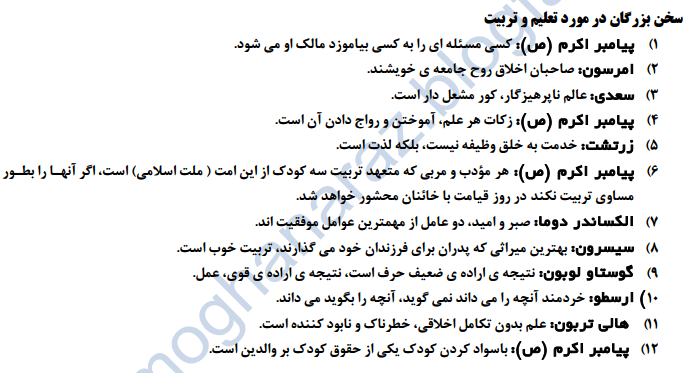 سخن بزرگان در مورد تعلیم و تربیت
۱) پیامبر اکرم (ص): کسی مسئله ای را به کسی بیاموزد مالک او می شود.
۲) امرسون: صاحبان اخلاق روح جامعه ی خویشند.
۳) سعدی: عالم ناپرهیزگار، کور مشعل دار است.
۴) پیامبر اکرم (ص): زکات هر علم، آموختن و رواج دادن آن است.
۵) زرتشت: خدمت به خلق وظیفه نیست، بلکه لذت است.
۶) پیامبر اکرم (ص): هر مؤدب و مربی که متعهد تربیت سه کودک از این امت ( ملت اسلامی) است، اگر آنهـا را بطـور
مساوی تربیت نکند در روز قیامت با خائنان محشور خواهد شد.
۷) الکساندر دوما: صبر و امید، دو عامل از مهمترین عوامل موفقیت اند.
۸) سیسرون: بهترین میراثی که پدران برای فرزندان خود می گذارند، تربیت خوب است.
۹) گوستاو لوبون: نتیجه ی اراده ی ضعیف حرف است، نتیجه ی اراده ی قوی، عمل.
۱۰) ارسطو: خردمند آنچه را می داند نمی گوید، آنچه را بگوید می داند.
۱۱) هالی تربون: علم بدون تکامل اخلاقی، خطرناک و نابود کننده است.
۱۲) پیامبر اکرم (ص): باسواد کردن کودک یکی از حقوق کودک بر والدین است.
moghanaraz.blogfa